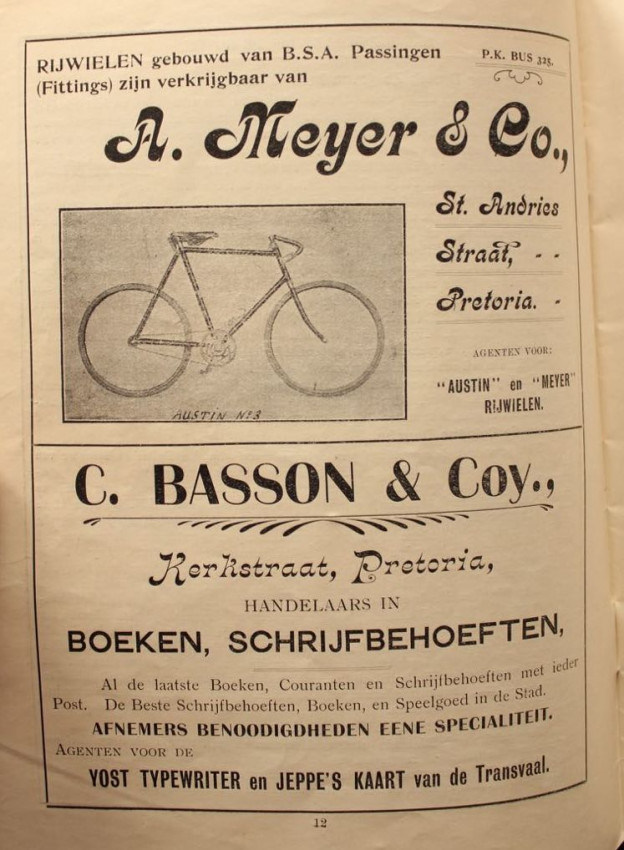 RIJWIELEN gebouwd van B.S.A. Passingen
(Fittings) zijn verkrijgbaar van
P.K. BUS 325.
A. Meyer & Co.,
St. Andries
Straat, - -
Pretoria. -
AGENTEN VOOR:
"AUSTIN" en "MEYER"
RIJWIELEN.
AUSTIN No 3
C. BASSON & Coy.,
Kerkstraat, Pretoria,
HANDELAARS IN
BOEKEN, SCHRIJFBEHOEFTEN,
Al de laatste Boeken, Couranten en Schrijfbehoeften met ieder
Post. De Beste Schrijfbehoeften, Boeken, en Speelgoed in de Stad.
AFNEMERS BENOODIGDHEDEN EENE SPECIALITEIT.
AGENTEN VOOR DE
YOST TYPEWRITER en JEPPE'S KAART van de Transvaal.
12